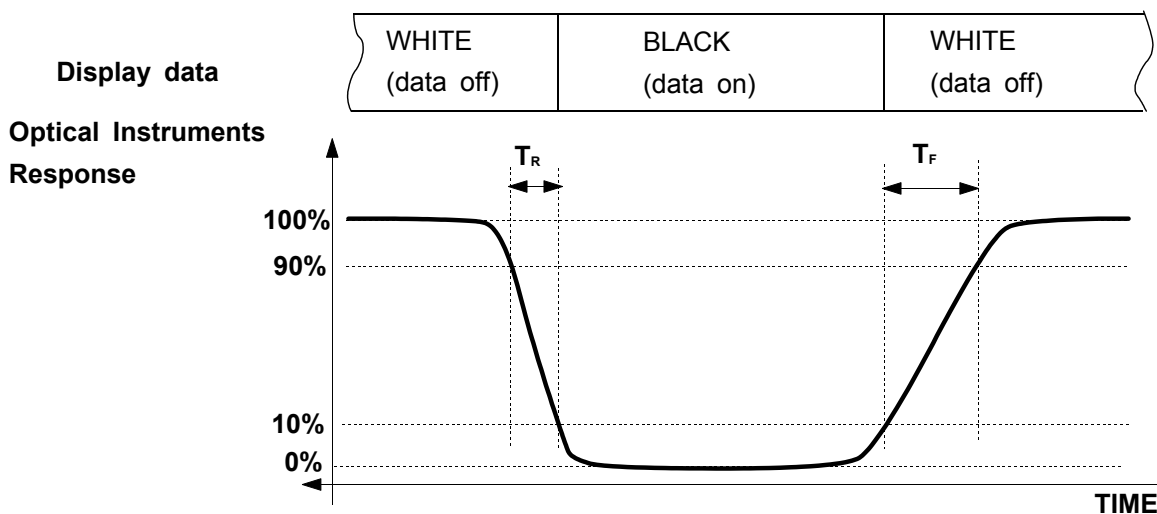 WHITE BLACK WHITE
Display data (data off) (data on) (data off)
Optical Instruments
Response
TR TF
100%
90%
10%
0%
TIME